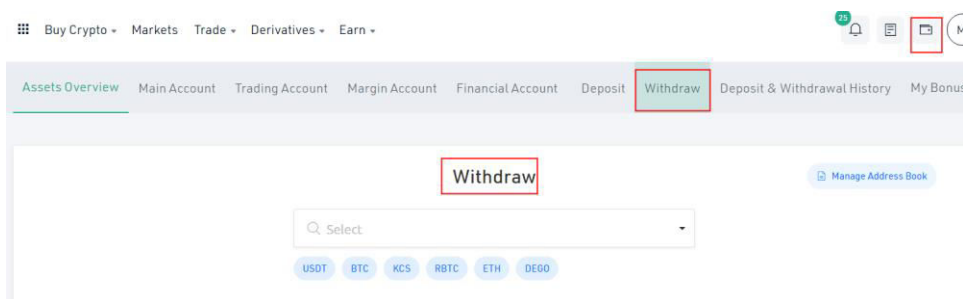 Buy Crypto Markets Trade Derivatives Earn 25 M
Assets Overview Main Account Trading Account Margin Account Financial Account Deposit Withdraw Deposit & Withdrawal History My Bonus
Withdraw Manage Address Book
Select
USDT BTC KCS RBTC ETH DEGO